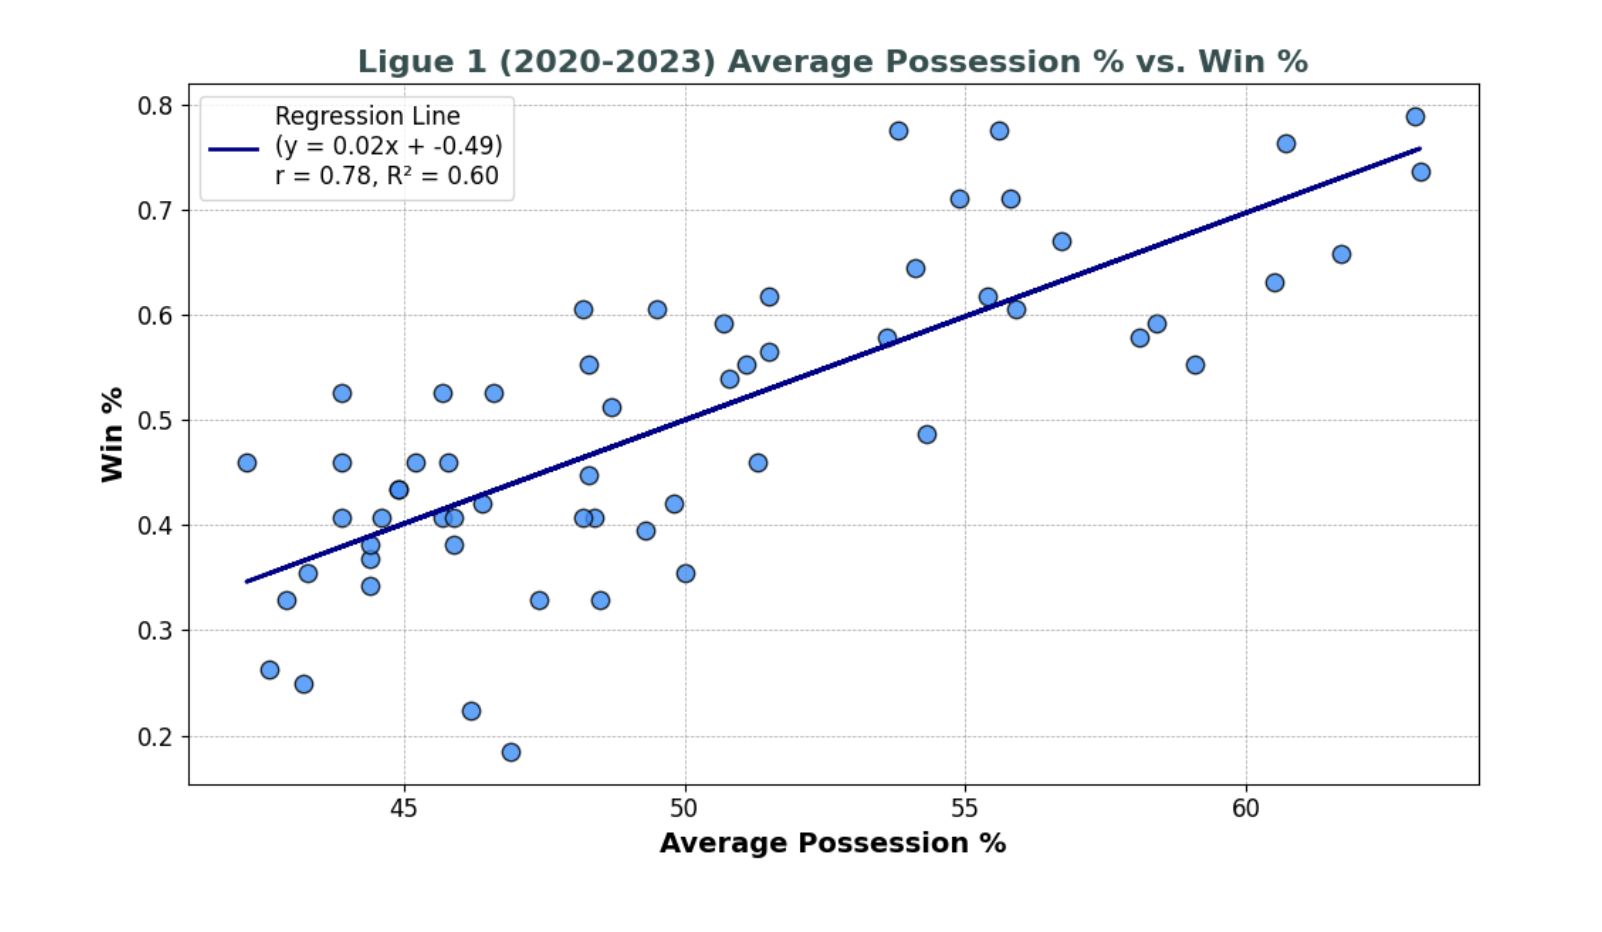 Ligue 1 (2020-2023) Average Possession % vs. Win %
Regression Line
(y = 0.02x + -0.49)
r = 0.78, R² = 0.60
0.8
0.7
0.6
0.5
0.4
0.3
0.2
Win %
45
50
55
60
Average Possession %